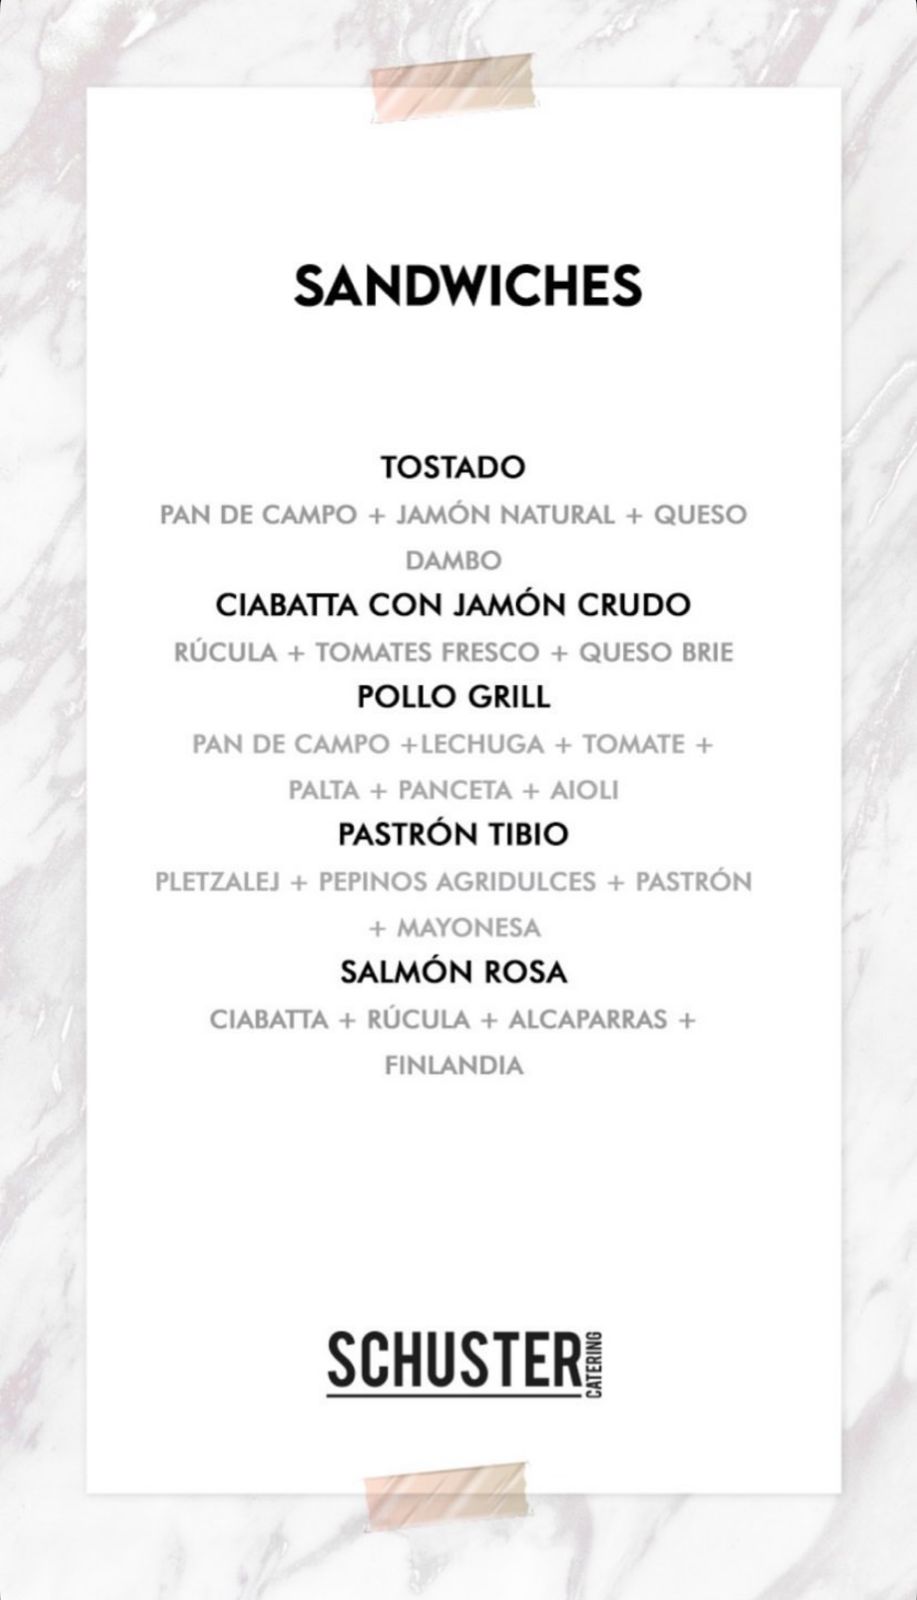 SANDWICHES
TOSTADO
PAN DE CAMPO + JAMÓN NATURAL + QUESO
DAMBO
CIABATTA CON JAMÓN CRUDO
RÚCULA + TOMATES FRESCO + QUESO BRIE
POLLO GRILL
PAN DE CAMPO +LECHUGA + TOMATE +
PALTA + PANCETA + AIOLI
PASTRÓN TIBIO
PLETZALEJ + PEPINOS AGRIDULCES + PASTRÓN
+ MAYONESA
SALMÓN ROSA
CIABATTA + RÚCULA + ALCAPARRAS +
FINLANDIA
SCHUSTER
CATERING